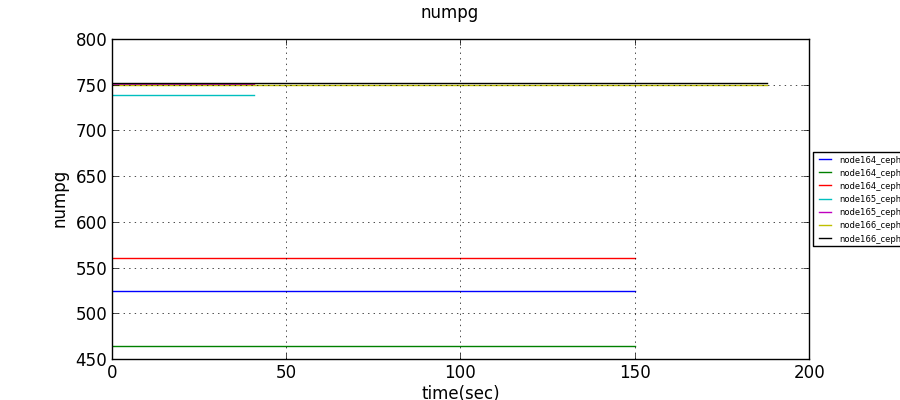 numpg
800
750
700
650
600
550
500
450
numpg
0 50 100 150 200
time(sec)
node164_ceph
node164_ceph
node164_ceph
node165_ceph
node165_ceph
node166_ceph
node166_ceph